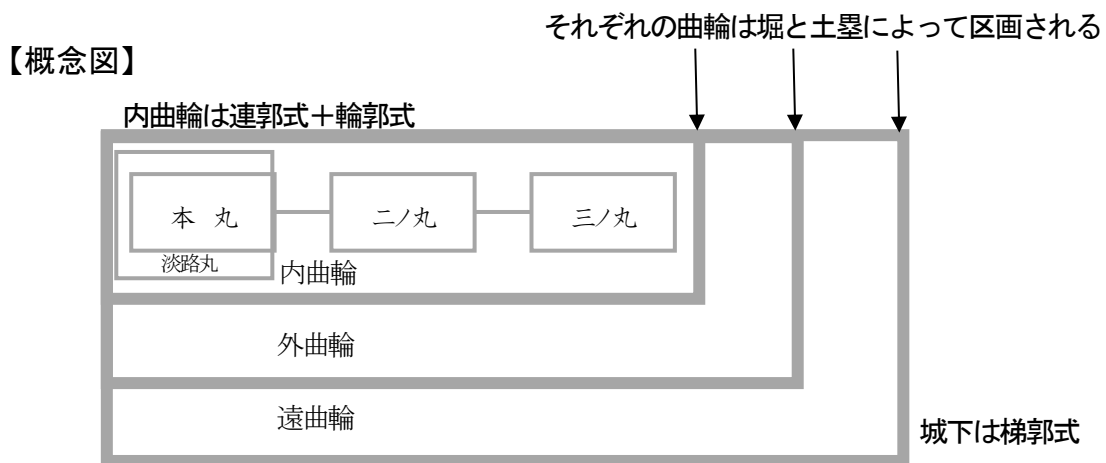 それぞれの曲輪は堀と土塁によって区画される
【概念図】
内曲輪は連郭式＋輪郭式
本　丸
二ノ丸
三ノ丸
淡路丸
内曲輪
外曲輪
遠曲輪
城下は梯郭式